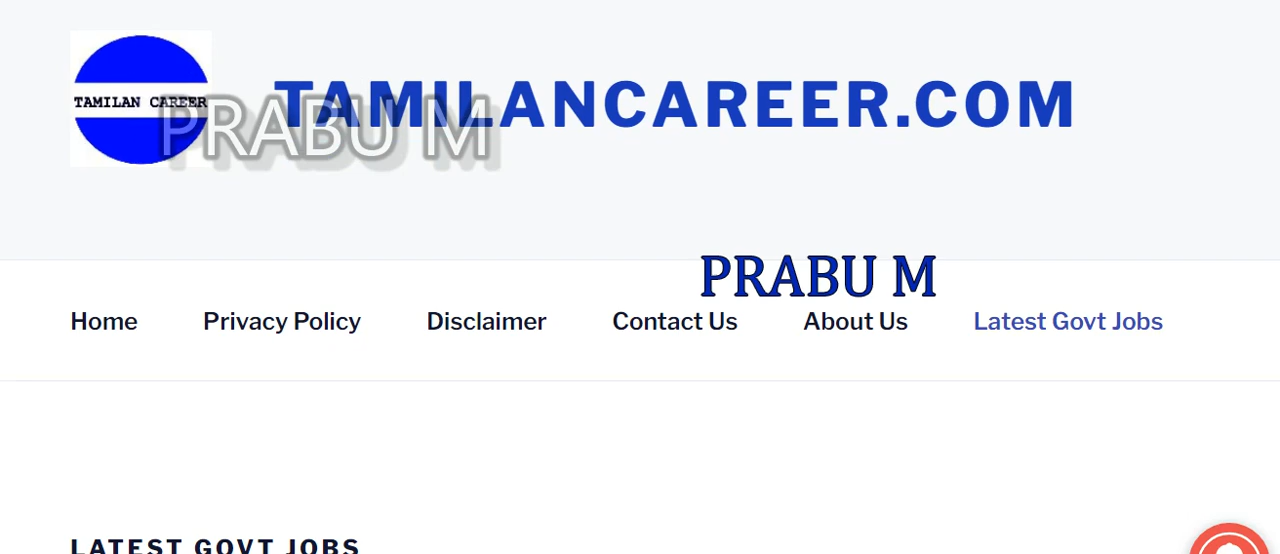 TAMILAN CAREER
TAMILANCAREER.COM
PRABU M
PRABU M
Home Privacy Policy Disclaimer Contact Us About Us Latest Govt Jobs
LATEST GOVT JOBS